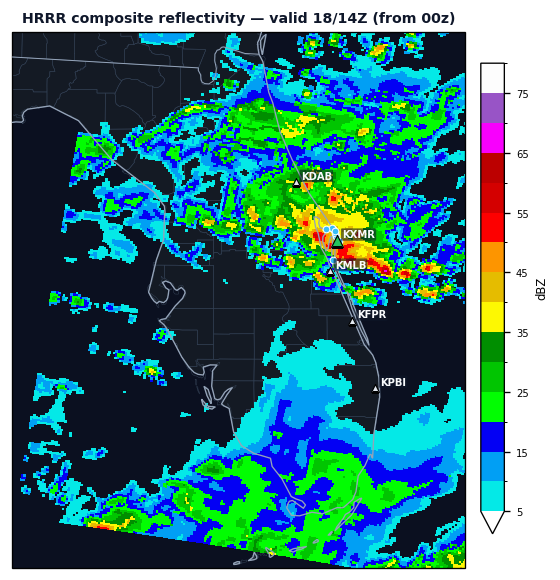 HRRR composite reflectivity — valid 18/14Z (from 00z)
KDAB
KXMR
KMLB
KFPR
KPBI
75
65
55
45
35
25
15
5
dBZ